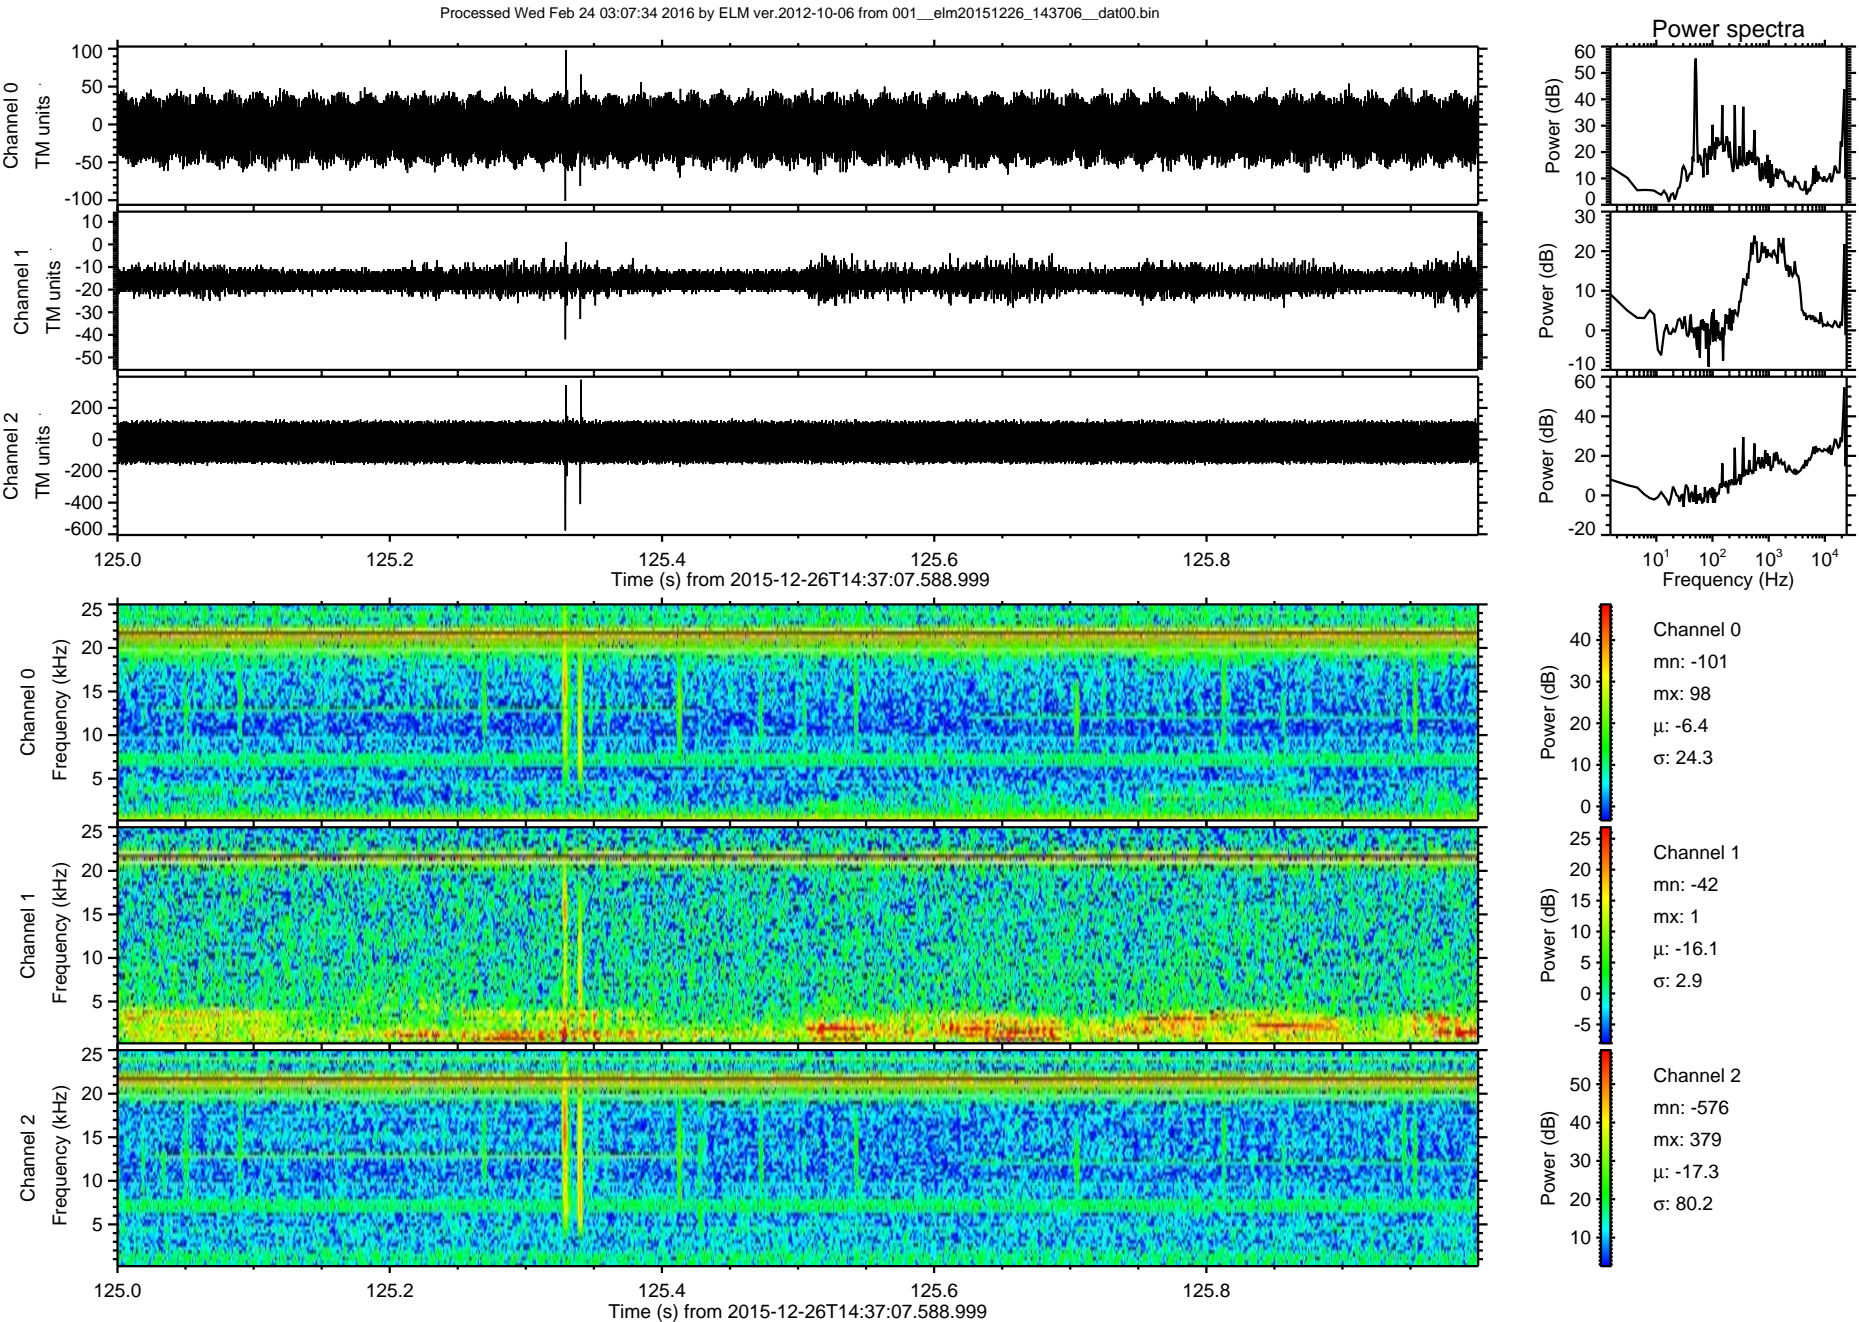 Processed Wed Feb 24 03:07:34 2016 by ELM ver.2012-10-06 from 001__elm20151226_143706__dat00.bin
Power spectra
Channel 0
TM units
100
50
0
-50
-100
Power (dB)
60
50
40
30
20
10
0
Channel 1
TM units
10
0
-10
-20
-30
-40
-50
Power (dB)
30
20
10
0
-10
Channel 2
TM units
200
0
-200
-400
-600
Power (dB)
60
40
20
0
-20
125.0 125.2 125.4 125.6 125.8
Time (s) from 2015-12-26T14:37:07.588.999
10¹ 10² 10³ 10⁴
Frequency (Hz)
Channel 0
Frequency (kHz)
25
20
15
10
5
Power (dB)
40
30
20
10
0
Channel 0
mn: -101
mx: 98
μ: -6.4
σ: 24.3
Channel 1
Frequency (kHz)
25
20
15
10
5
Power (dB)
25
20
15
10
5
0
-5
Channel 1
mn: -42
mx: 1
μ: -16.1
σ: 2.9
Channel 2
Frequency (kHz)
25
20
15
10
5
Power (dB)
50
40
30
20
10
Channel 2
mn: -576
mx: 379
μ: -17.3
σ: 80.2
125.0 125.2 125.4 125.6 125.8
Time (s) from 2015-12-26T14:37:07.588.999